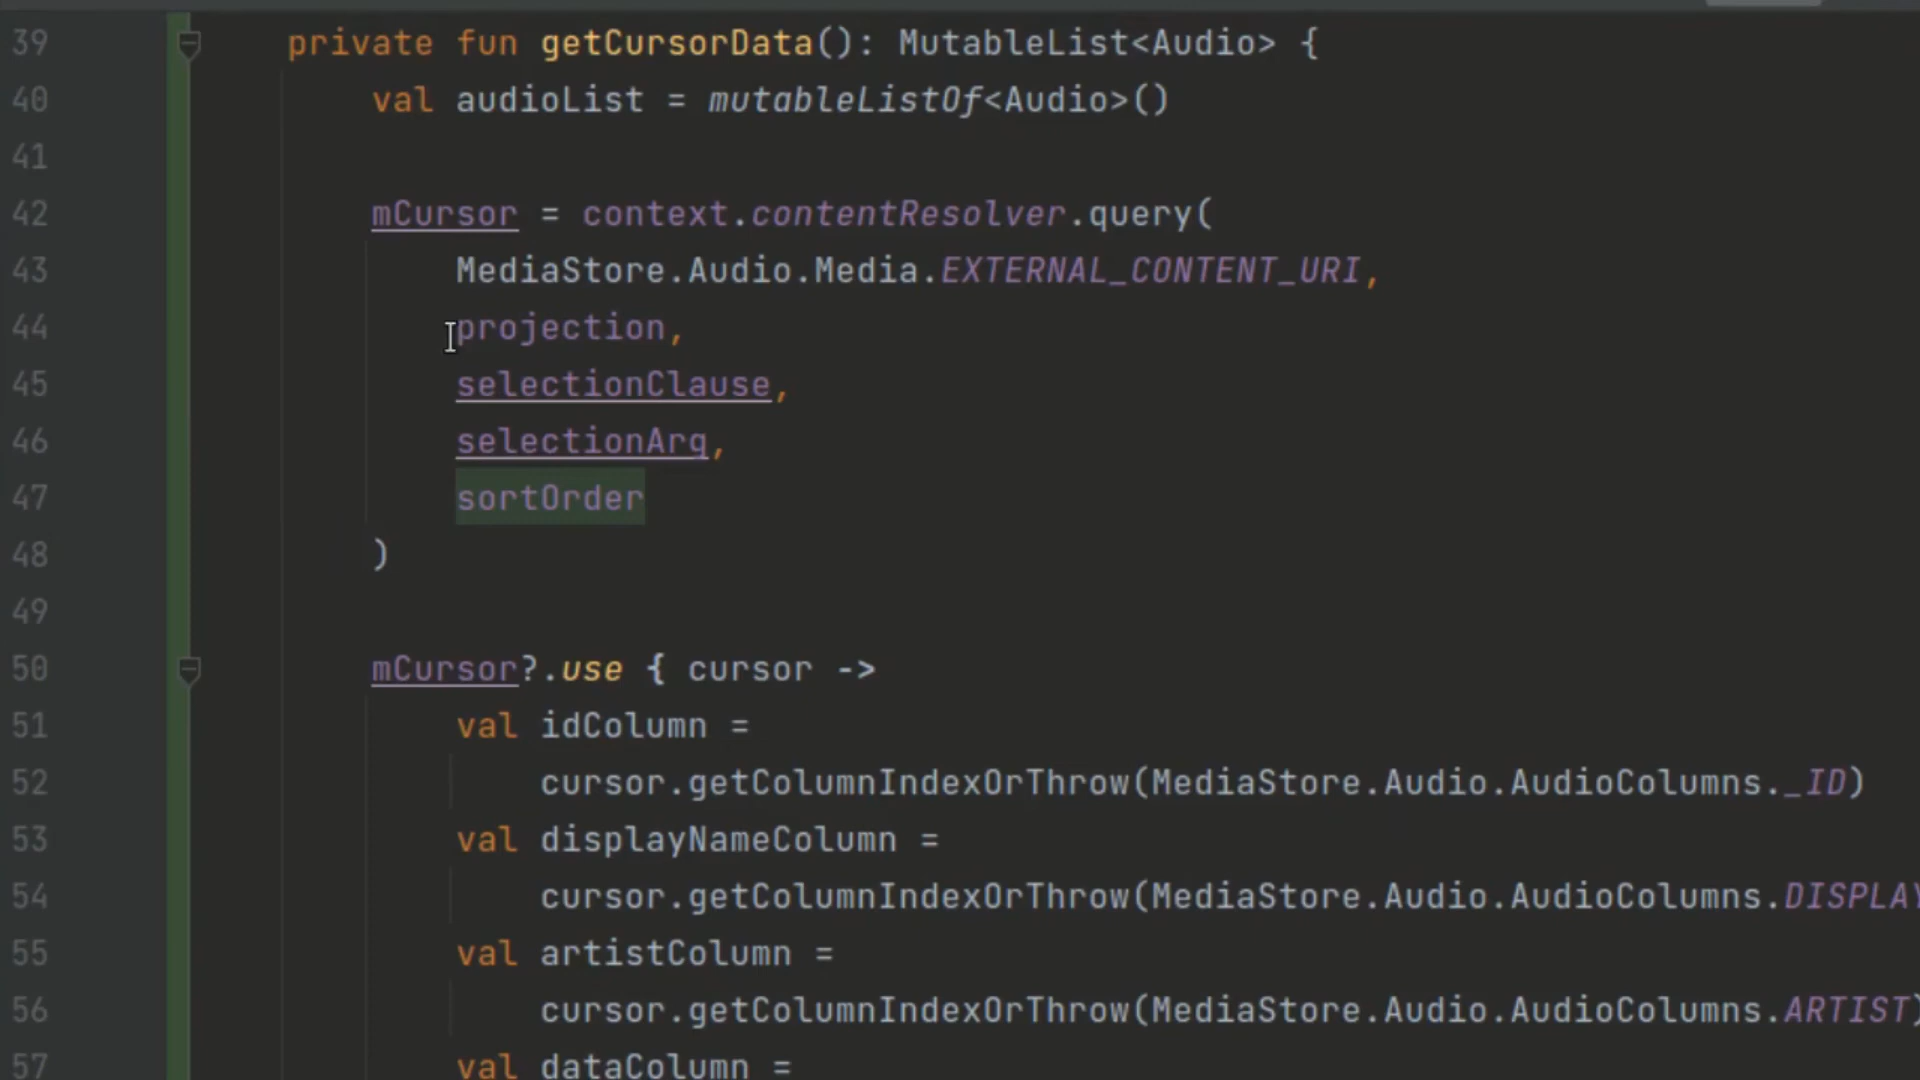 39 private fun getCursorData(): MutableList<Audio> {
40 val audioList = mutableListOf<Audio>()
41
42 mCursor = context.contentResolver.query(
43 MediaStore.Audio.Media.EXTERNAL_CONTENT_URI,
44 projection,
45 selectionClause,
46 selectionArg,
47 sortOrder
48 )
49
50 mCursor?.use { cursor ->
51 val idColumn =
52 cursor.getColumnIndexOrThrow(MediaStore.Audio.AudioColumns._ID)
53 val displayNameColumn =
54 cursor.getColumnIndexOrThrow(MediaStore.Audio.AudioColumns.DISPLAY
55 val artistColumn =
56 cursor.getColumnIndexOrThrow(MediaStore.Audio.AudioColumns.ARTIST)
57 val dataColumn =